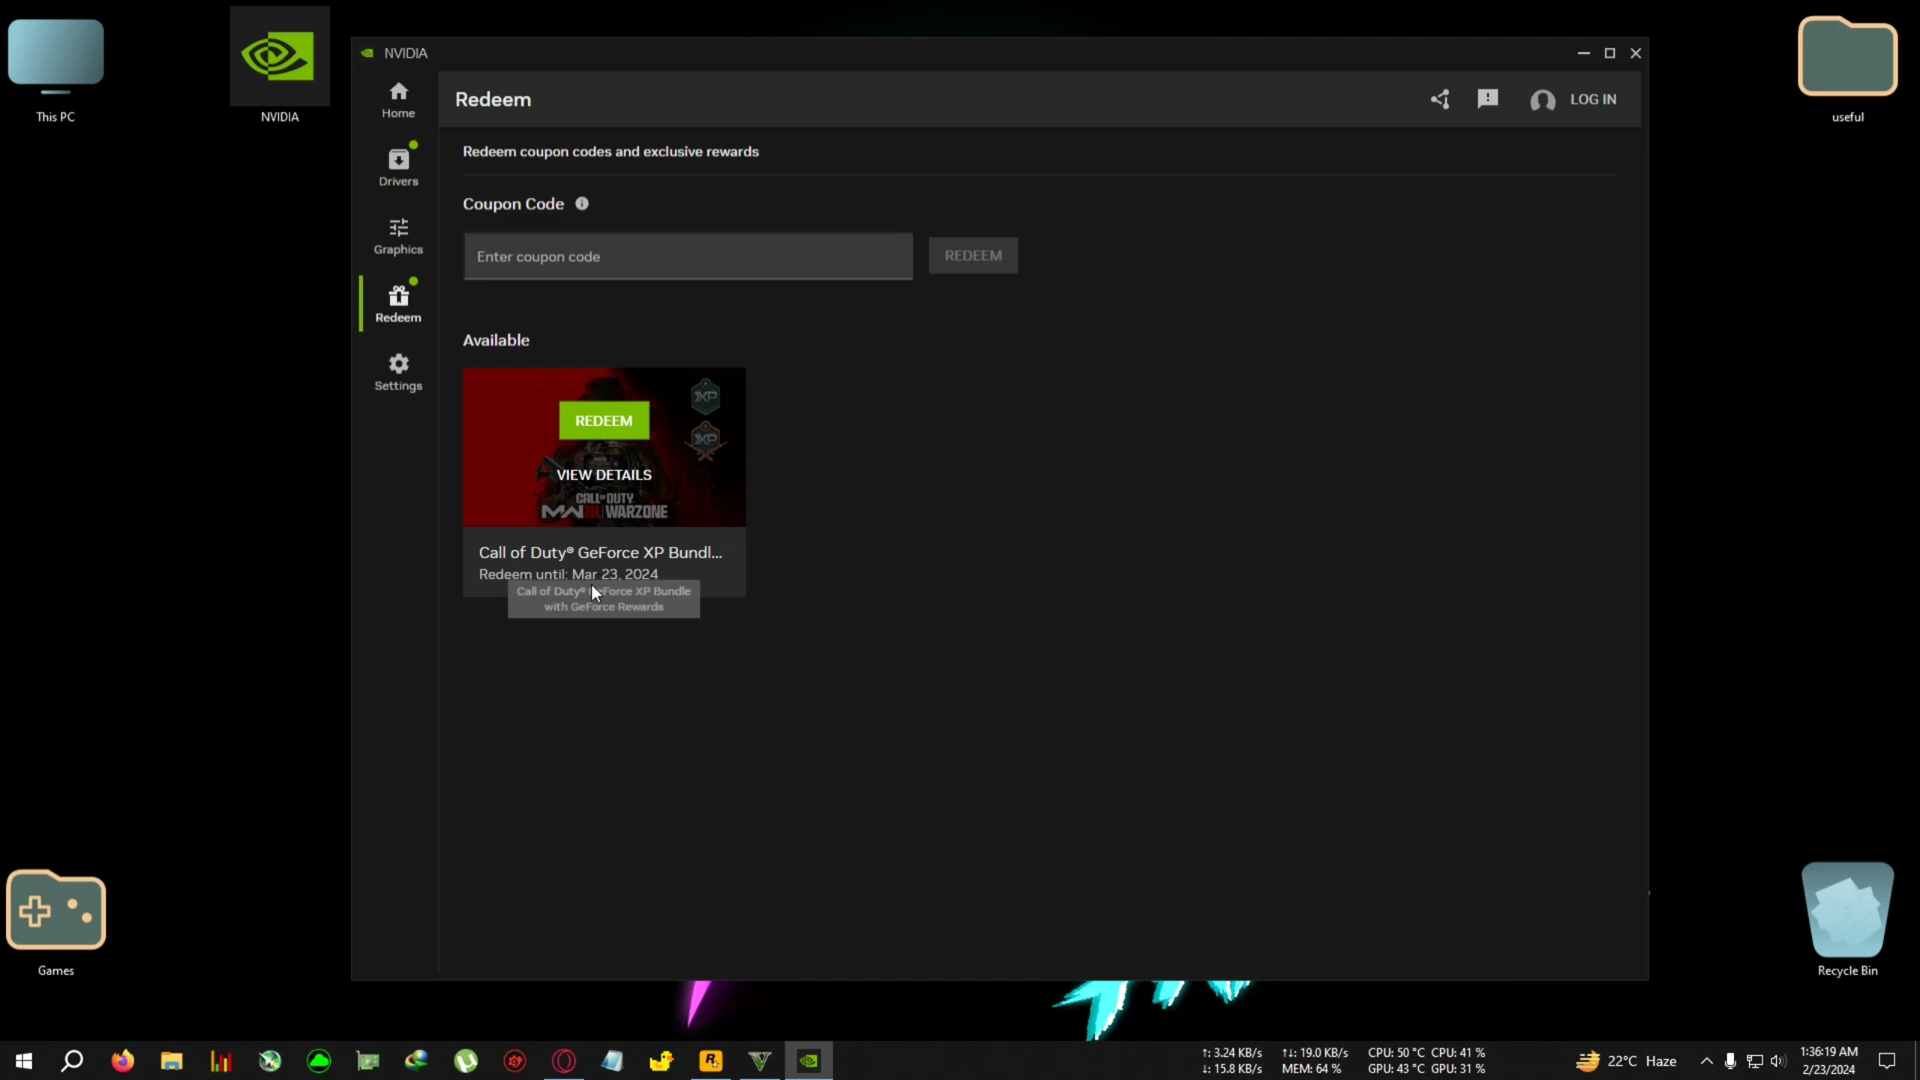 This PC
NVIDIA
useful
NVIDIA
Home
Redeem
LOG IN
Redeem coupon codes and exclusive rewards
Drivers
Coupon Code
Graphics
Enter coupon code
REDEEM
Redeem
Available
Settings
REDEEM
XP
XP
VIEW DETAILS
CALL OF DUTY
MWIII WARZONE
Call of Duty® GeForce XP Bundl...
Redeem until: Mar 23, 2024
Call of Duty® GeForce XP Bundle
with GeForce Rewards
Games
Recycle Bin
↑: 3.24 KB/s
↓: 15.8 KB/s
↑↓: 19.0 KB/s
MEM: 64 %
CPU: 50 °C CPU: 41 %
GPU: 43 °C GPU: 31 %
22°C Haze
1:36:19 AM
2/23/2024